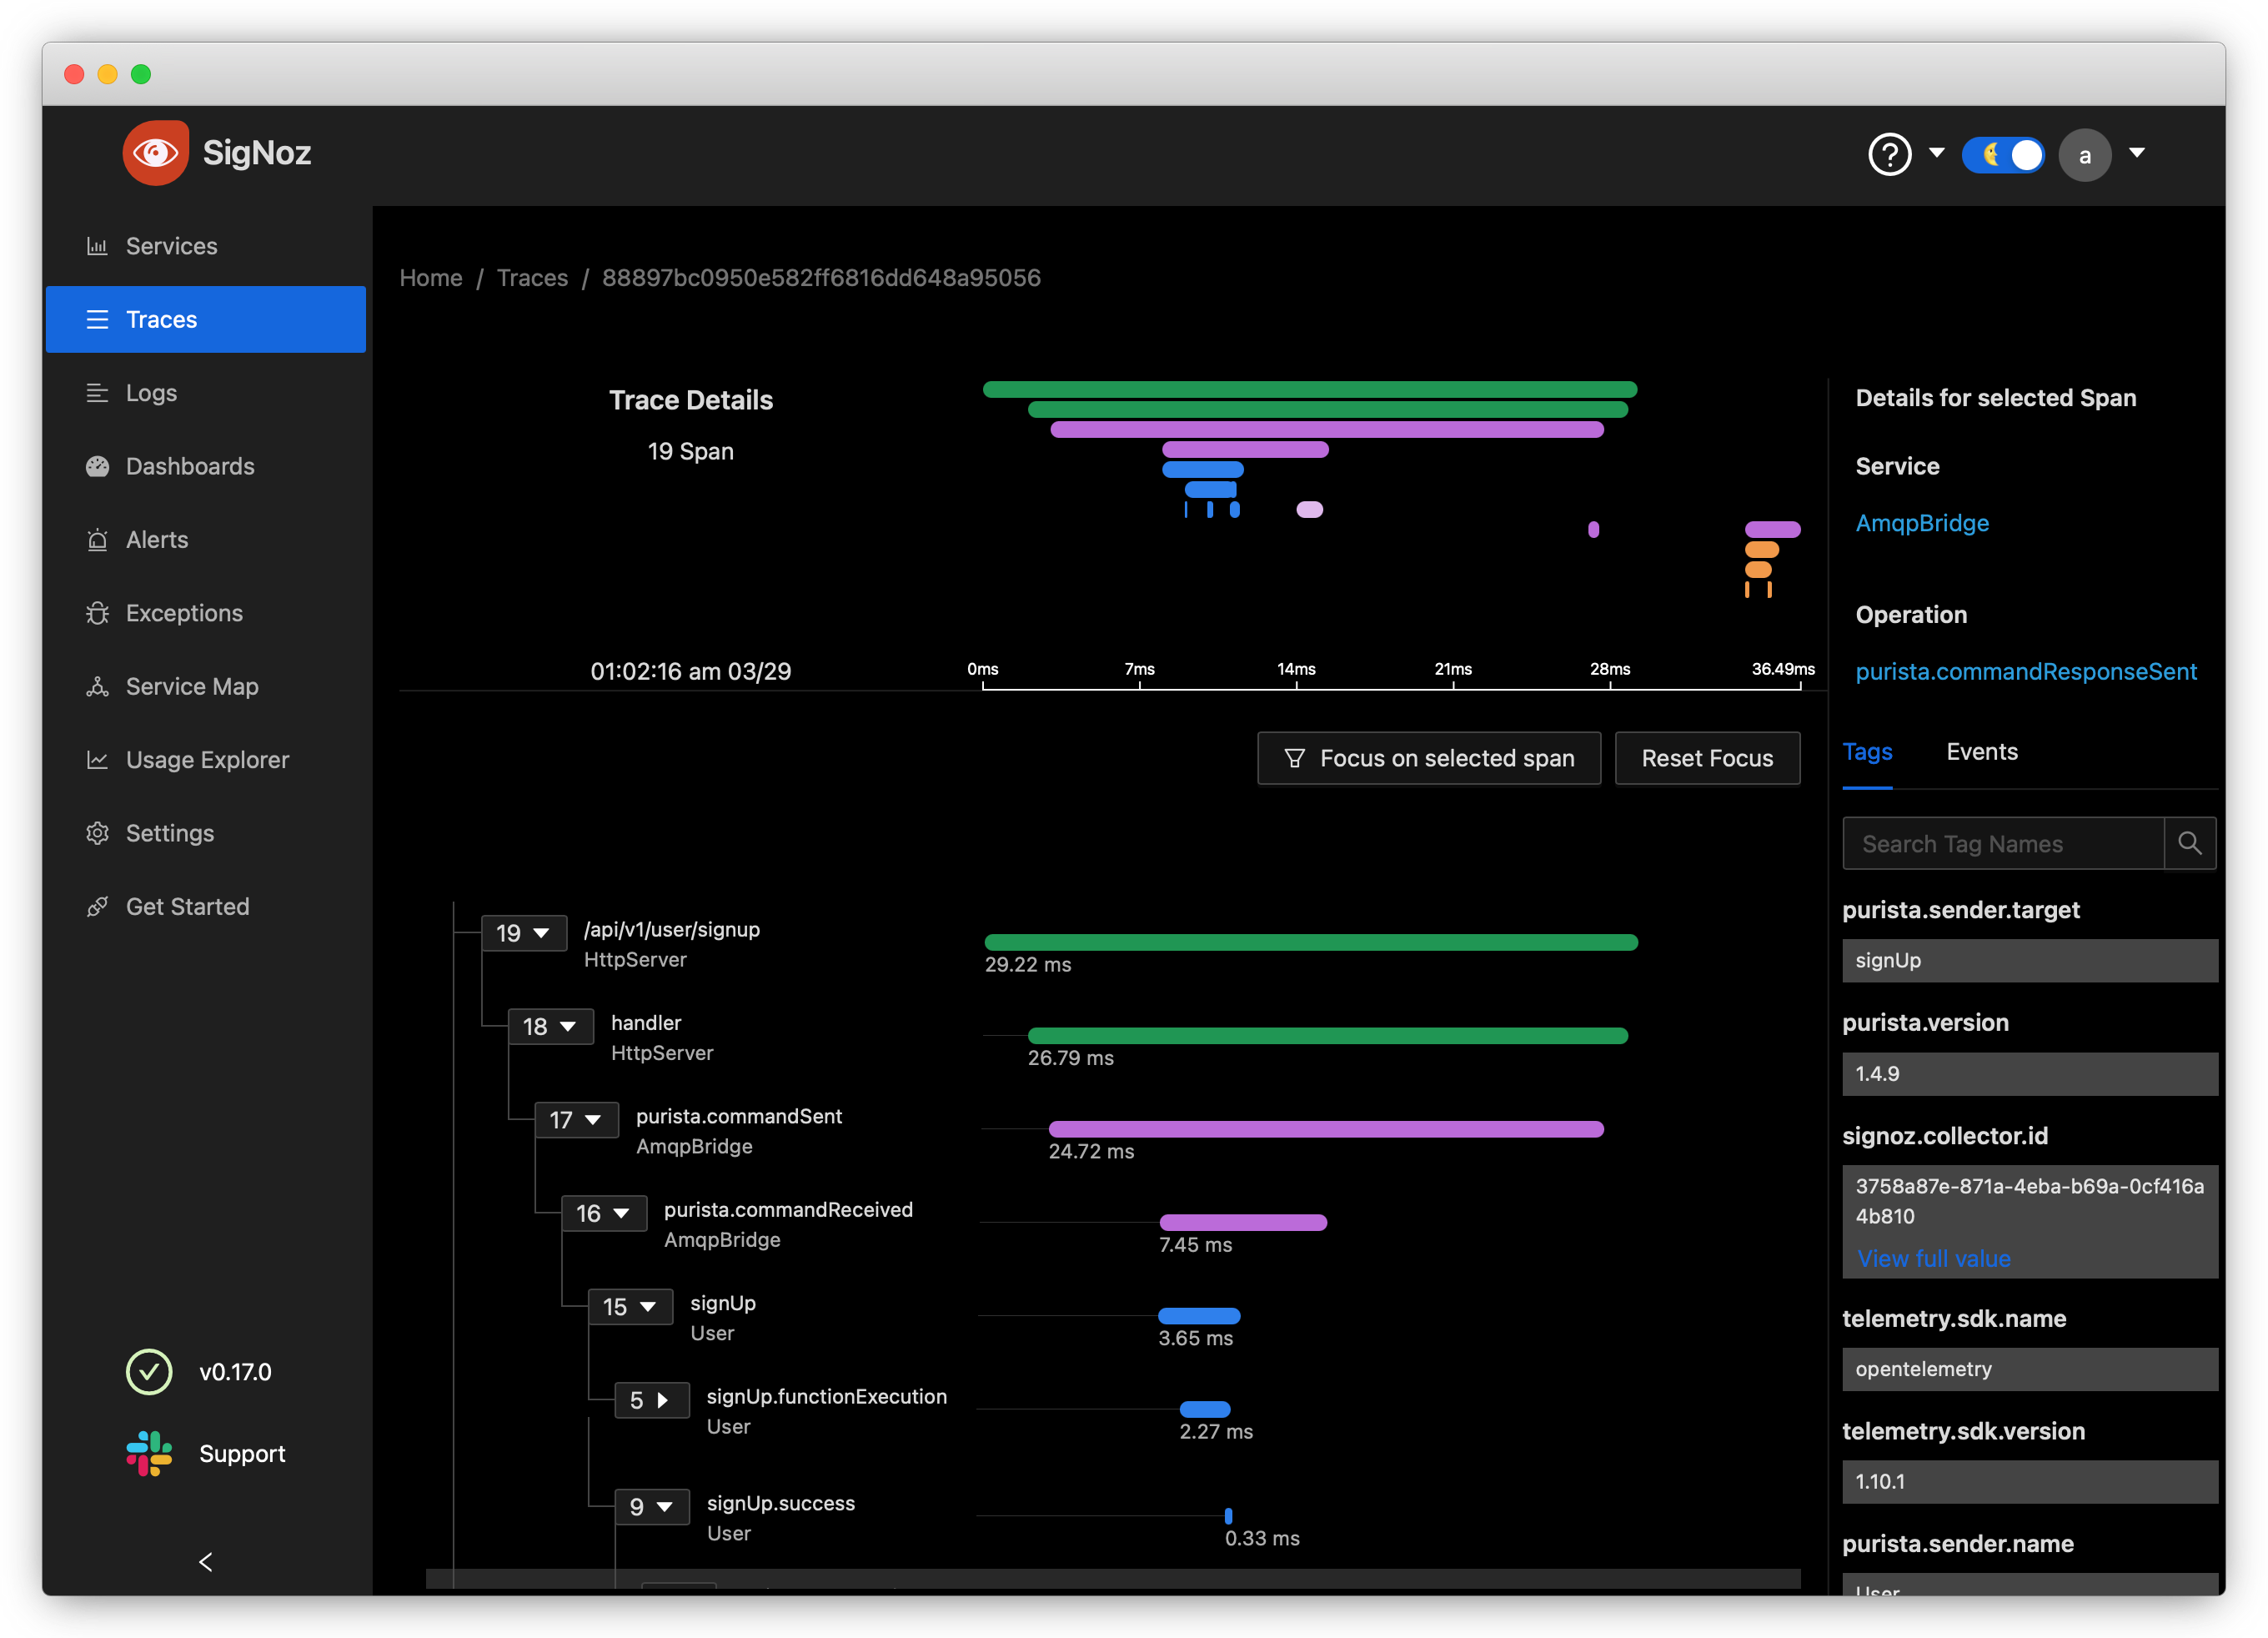 SigNoz
a
Services
Traces
Logs
Dashboards
Alerts
Exceptions
Service Map
Usage Explorer
Settings
Get Started
v0.17.0
Support
Home / Traces / 88897bc0950e582ff6816dd648a95056
Trace Details
19 Span
01:02:16 am 03/29
0ms 7ms 14ms 21ms 28ms 36.49ms
Focus on selected span
Reset Focus
19 /api/v1/user/signup
HttpServer
29.22 ms
18 handler
HttpServer
26.79 ms
17 purista.commandSent
AmqpBridge
24.72 ms
16 purista.commandReceived
AmqpBridge
7.45 ms
15 signUp
User
3.65 ms
5 signUp.functionExecution
User
2.27 ms
9 signUp.success
User
0.33 ms
Details for selected Span
Service
AmqpBridge
Operation
purista.commandResponseSent
Tags Events
Search Tag Names
purista.sender.target
signUp
purista.version
1.4.9
signoz.collector.id
3758a87e-871a-4eba-b69a-0cf416a
4b810
View full value
telemetry.sdk.name
opentelemetry
telemetry.sdk.version
1.10.1
purista.sender.name
User